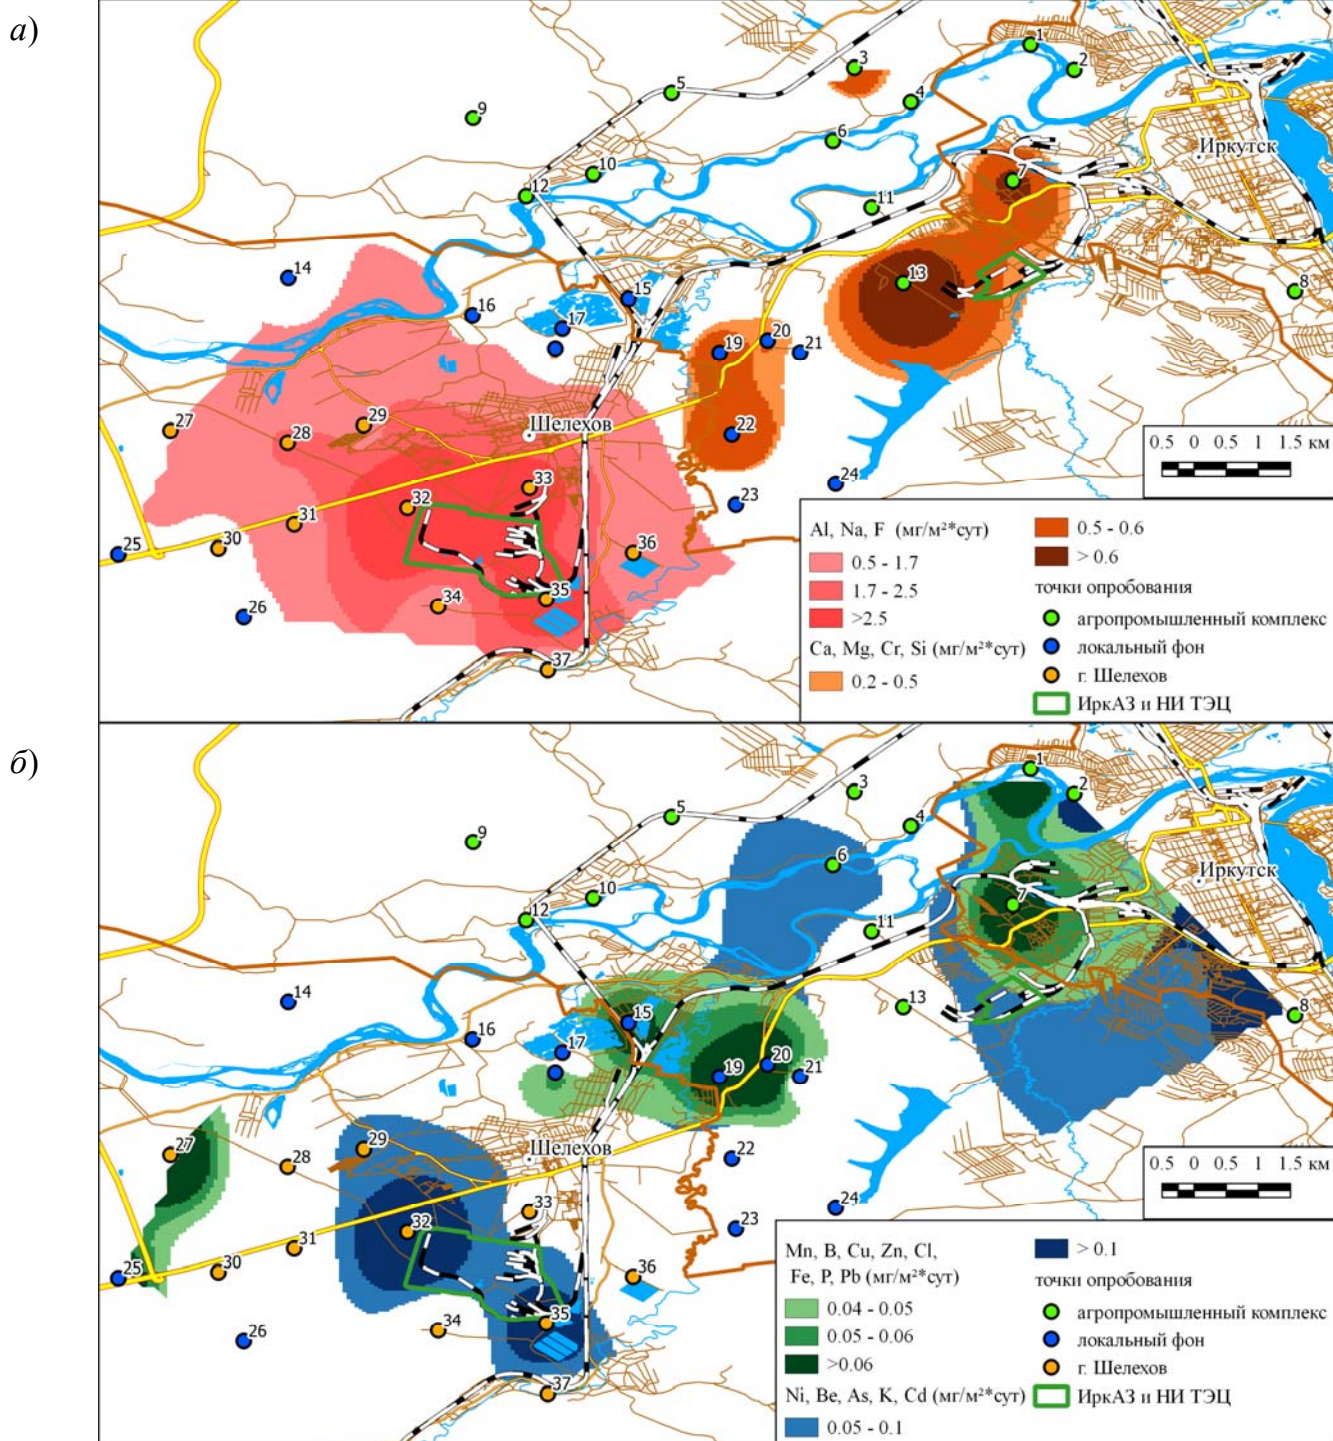 а)
1
2
3
4
5
6
7
8
9
10
11
12
13
14
15
16
17
19
20
21
22
23
24
25
26
27
28
29
30
31
32
33
34
35
36
37
Иркутск
Шелехов
0.5 0 0.5 1 1.5 км
Al, Na, F (мг/м²*сут)
0.5 - 1.7
1.7 - 2.5
>2.5
Ca, Mg, Cr, Si (мг/м²*сут)
0.2 - 0.5
0.5 - 0.6
> 0.6
точки опробования
агропромышленный комплекс
локальный фон
г. Шелехов
ИркАЗ и НИ ТЭЦ
б)
1
2
3
4
5
6
7
8
9
10
11
12
13
14
15
16
17
19
20
21
22
23
24
25
26
27
28
29
30
31
32
33
34
35
36
37
Иркутск
Шелехов
0.5 0 0.5 1 1.5 км
Mn, B, Cu, Zn, Cl,
Fe, P, Pb (мг/м²*сут)
0.04 - 0.05
0.05 - 0.06
>0.06
Ni, Be, As, K, Cd (мг/м²*сут)
0.05 - 0.1
> 0.1
точки опробования
агропромышленный комплекс
локальный фон
г. Шелехов
ИркАЗ и НИ ТЭЦ